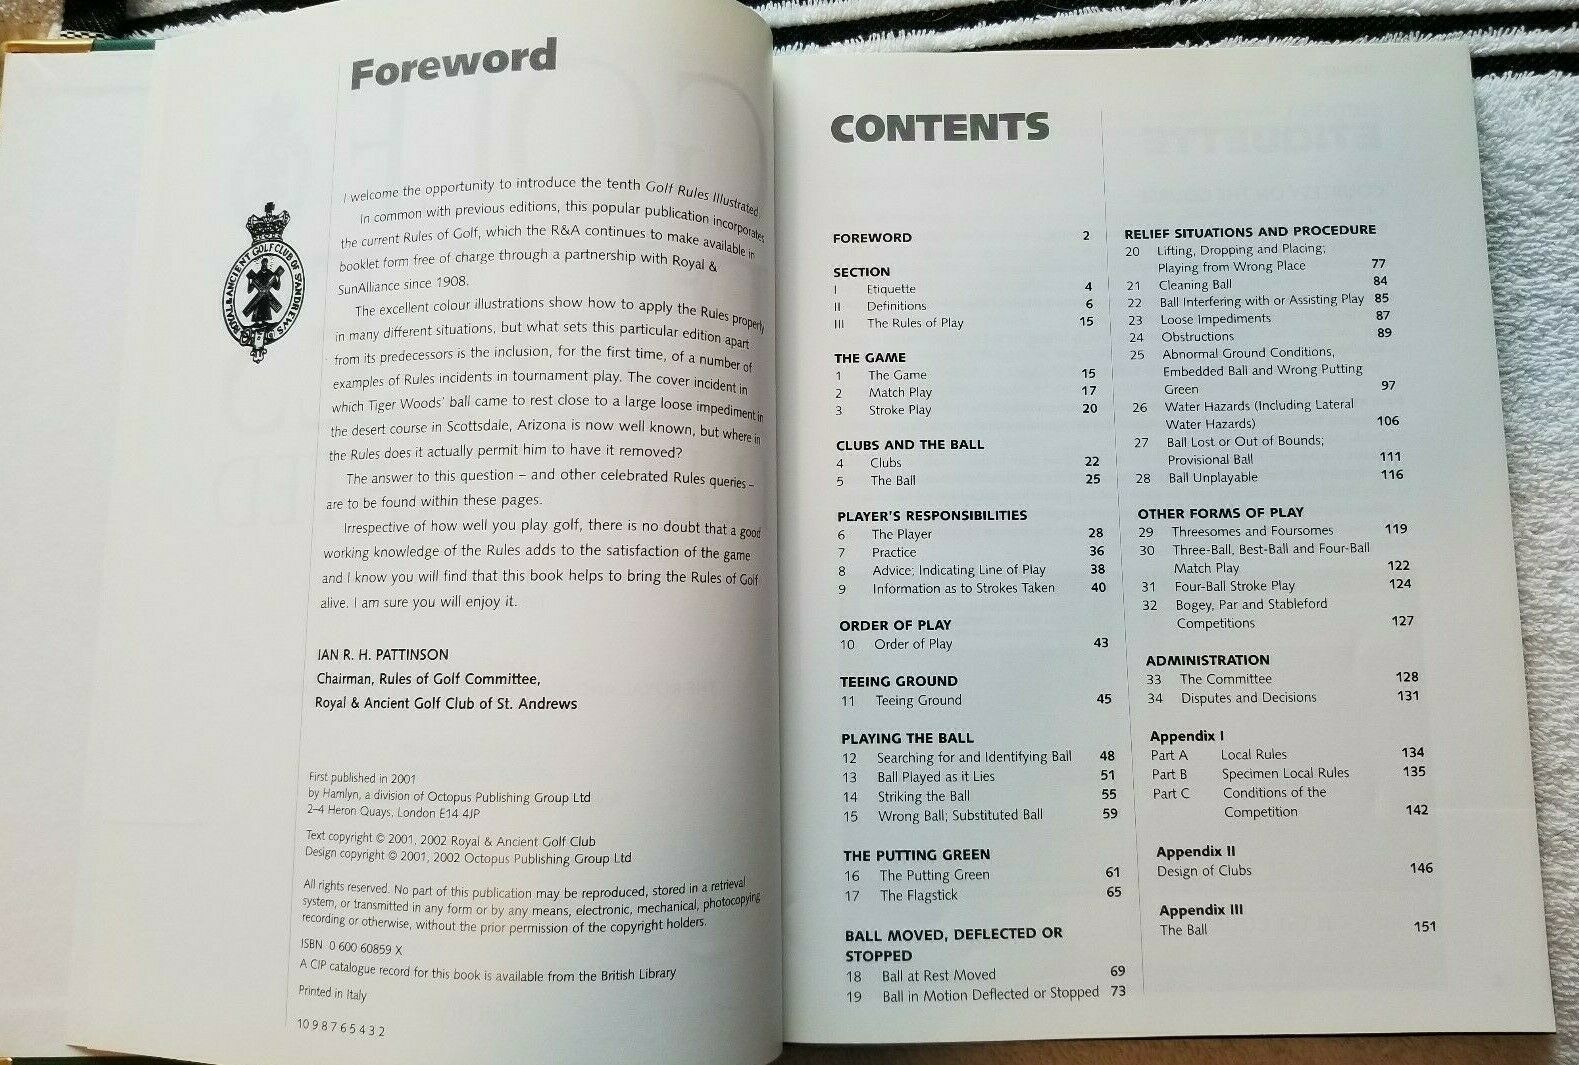 Foreword
I welcome the opportunity to introduce the tenth Golf Rules Illustrated
In common with previous editions, this popular publication incorporates
the current Rules of Golf, which the R&A continues to make available in
booklet form free of charge through a partnership with Royal &
SunAlliance since 1908.
The excellent colour illustrations show how to apply the Rules properly
in many different situations, but what sets this particular edition apart
from its predecessors is the inclusion, for the first time, of a number of
examples of Rules incidents in tournament play. The cover incident in
which Tiger Woods' ball came to rest close to a large loose impediment in
the desert course in Scottsdale, Arizona is now well known, but where in
the Rules does it actually permit him to have it removed?
The answer to this question – and other celebrated Rules queries –
are to be found within these pages.
Irrespective of how well you play golf, there is no doubt that a good
working knowledge of the Rules adds to the satisfaction of the game
and I know you will find that this book helps to bring the Rules of Golf
alive. I am sure you will enjoy it.
IAN R. H. PATTINSON
Chairman, Rules of Golf Committee,
Royal & Ancient Golf Club of St. Andrews
ROYAL & ANCIENT GOLF CLUB OF ST ANDREWS
First published in 2001
by Hamlyn, a division of Octopus Publishing Group Ltd
2–4 Heron Quays, London E14 4JP
Text copyright © 2001, 2002 Royal & Ancient Golf Club
Design copyright © 2001, 2002 Octopus Publishing Group Ltd
All rights reserved. No part of this publication may be reproduced, stored in a retrieval
system, or transmitted in any form or by any means, electronic, mechanical, photocopying
recording or otherwise, without the prior permission of the copyright holders.
ISBN 0 600 60859 X
A CIP catalogue record for this book is available from the British Library
Printed in Italy
10 9 8 7 6 5 4 3 2
CONTENTS
FOREWORD 2
SECTION
I Etiquette 4
II Definitions 6
III The Rules of Play 15
THE GAME
1 The Game 15
2 Match Play 17
3 Stroke Play 20
CLUBS AND THE BALL
4 Clubs 22
5 The Ball 25
PLAYER'S RESPONSIBILITIES
6 The Player 28
7 Practice 36
8 Advice; Indicating Line of Play 38
9 Information as to Strokes Taken 40
ORDER OF PLAY
10 Order of Play 43
TEEING GROUND
11 Teeing Ground 45
PLAYING THE BALL
12 Searching for and Identifying Ball 48
13 Ball Played as it Lies 51
14 Striking the Ball 55
15 Wrong Ball; Substituted Ball 59
THE PUTTING GREEN
16 The Putting Green 61
17 The Flagstick 65
BALL MOVED, DEFLECTED OR
STOPPED
18 Ball at Rest Moved 69
19 Ball in Motion Deflected or Stopped 73
RELIEF SITUATIONS AND PROCEDURE
20 Lifting, Dropping and Placing;
Playing from Wrong Place 77
21 Cleaning Ball 84
22 Ball Interfering with or Assisting Play 85
23 Loose Impediments 87
24 Obstructions 89
25 Abnormal Ground Conditions,
Embedded Ball and Wrong Putting
Green 97
26 Water Hazards (Including Lateral
Water Hazards) 106
27 Ball Lost or Out of Bounds;
Provisional Ball 111
28 Ball Unplayable 116
OTHER FORMS OF PLAY
29 Threesomes and Foursomes 119
30 Three-Ball, Best-Ball and Four-Ball
Match Play 122
31 Four-Ball Stroke Play 124
32 Bogey, Par and Stableford
Competitions 127
ADMINISTRATION
33 The Committee 128
34 Disputes and Decisions 131
Appendix I
Part A Local Rules 134
Part B Specimen Local Rules 135
Part C Conditions of the
Competition 142
Appendix II
Design of Clubs 146
Appendix III
The Ball 151